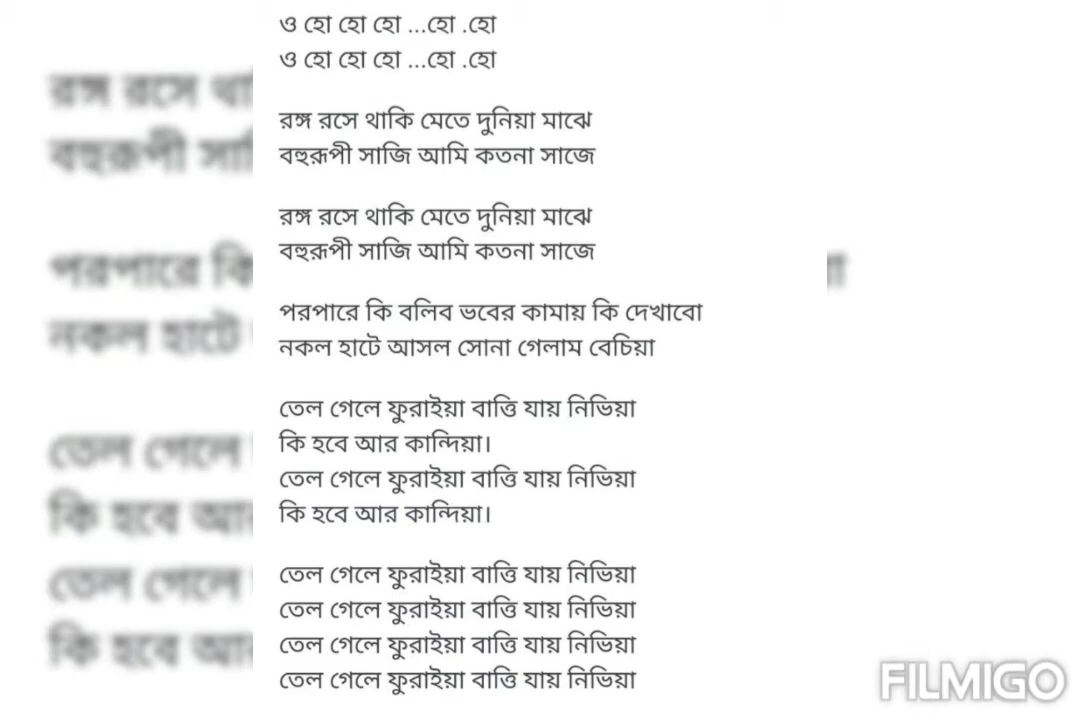 ও হো হো হো ...হো .হো
ও হো হো হো ...হো .হো
রঙ্গ রসে থাকি মেতে দুনিয়া মাঝে
বহুরূপী সাজি আমি কতনা সাজে
রঙ্গ রসে থাকি মেতে দুনিয়া মাঝে
বহুরূপী সাজি আমি কতনা সাজে
পরপারে কি বলিব ভবের কামায় কি দেখাবো
নকল হাটে আসল সোনা গেলাম বেচিয়া
তেল গেলে ফুরাইয়া বাত্তি যায় নিভিয়া
কি হবে আর কান্দিয়া।
তেল গেলে ফুরাইয়া বাত্তি যায় নিভিয়া
কি হবে আর কান্দিয়া।
তেল গেলে ফুরাইয়া বাত্তি যায় নিভিয়া
তেল গেলে ফুরাইয়া বাত্তি যায় নিভিয়া
তেল গেলে ফুরাইয়া বাত্তি যায় নিভিয়া
তেল গেলে ফুরাইয়া বাত্তি যায় নিভিয়া
FILMIGO